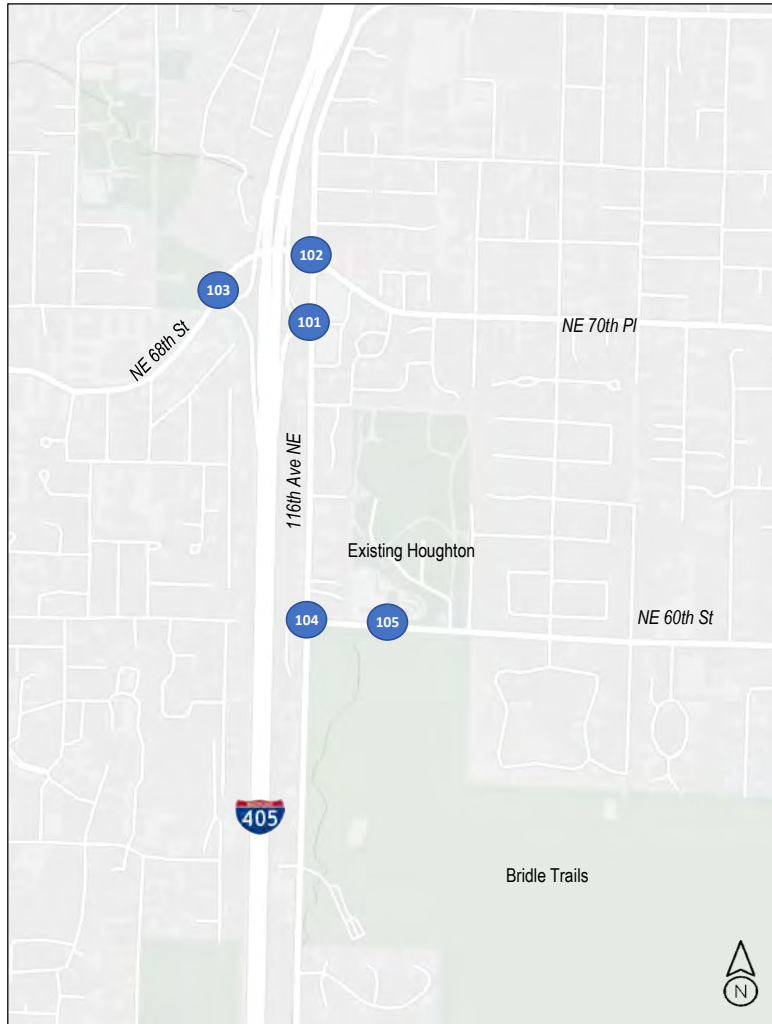 102
103
101
NE 70th Pl
NE 68th St
116th Ave NE
Existing Houghton
104
105
NE 60th St
405
Bridle Trails
N